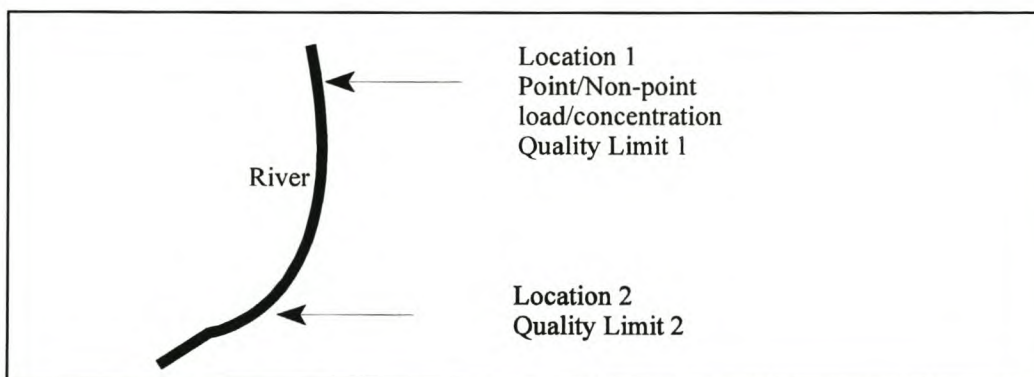 Location 1
Point/Non-point
load/concentration
Quality Limit 1
River
Location 2
Quality Limit 2